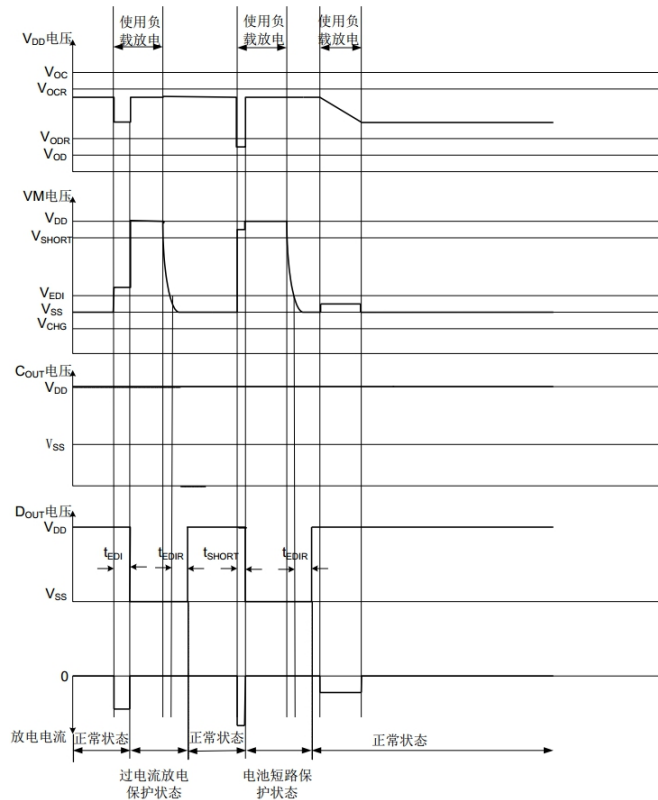 使用负
载放电
使用负
载放电
使用负
载放电
VDD电压
VOC
VOCR
VODR
VOD
VM电压
VDD
VSHORT
VEDI
VSS
VCHG
COUT电压
VDD
VSS
DOUT电压
VDD
tEDI
tEDIR
tSHORT
tEDIR
VSS
0
放电电流
正常状态
正常状态
正常状态
过电流放电
保护状态
电池短路保
护状态